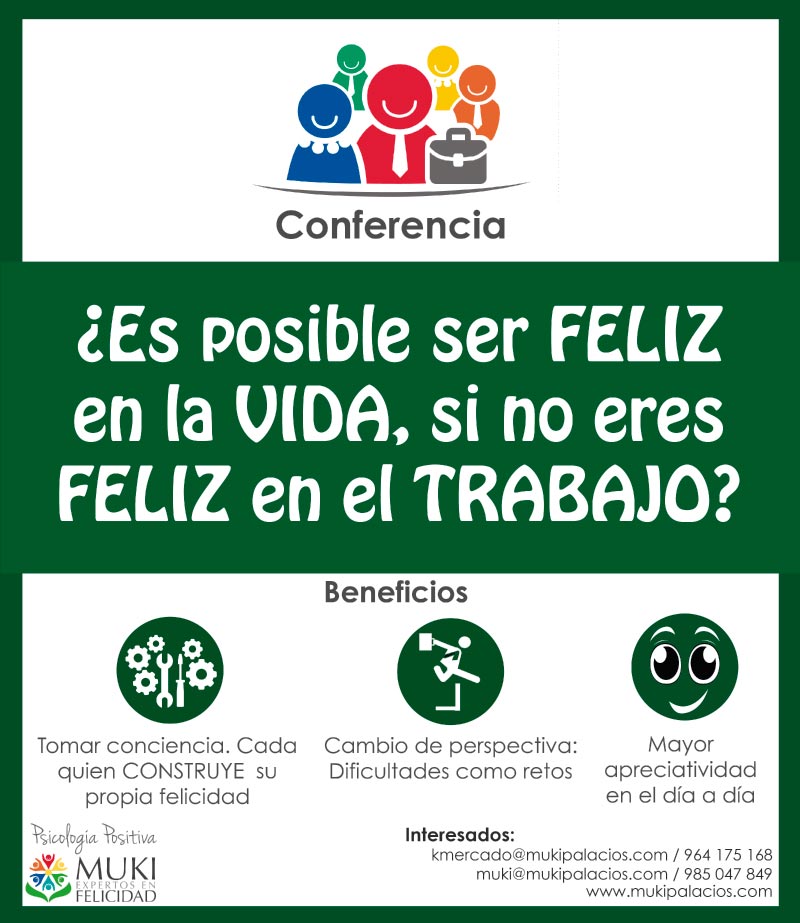 Conferencia
¿Es posible ser FELIZ
en la VIDA, si no eres
FELIZ en el TRABAJO?
Beneficios
Tomar conciencia. Cada
quien CONSTRUYE su
propia felicidad
Cambio de perspectiva:
Dificultades como retos
Mayor
apreciatividad
en el día a día
Psicología Positiva
MUKI
EXPERTOS EN
FELICIDAD
Interesados:
kmercado@mukipalacios.com / 964 175 168
muki@mukipalacios.com / 985 047 849
www.mukipalacios.com